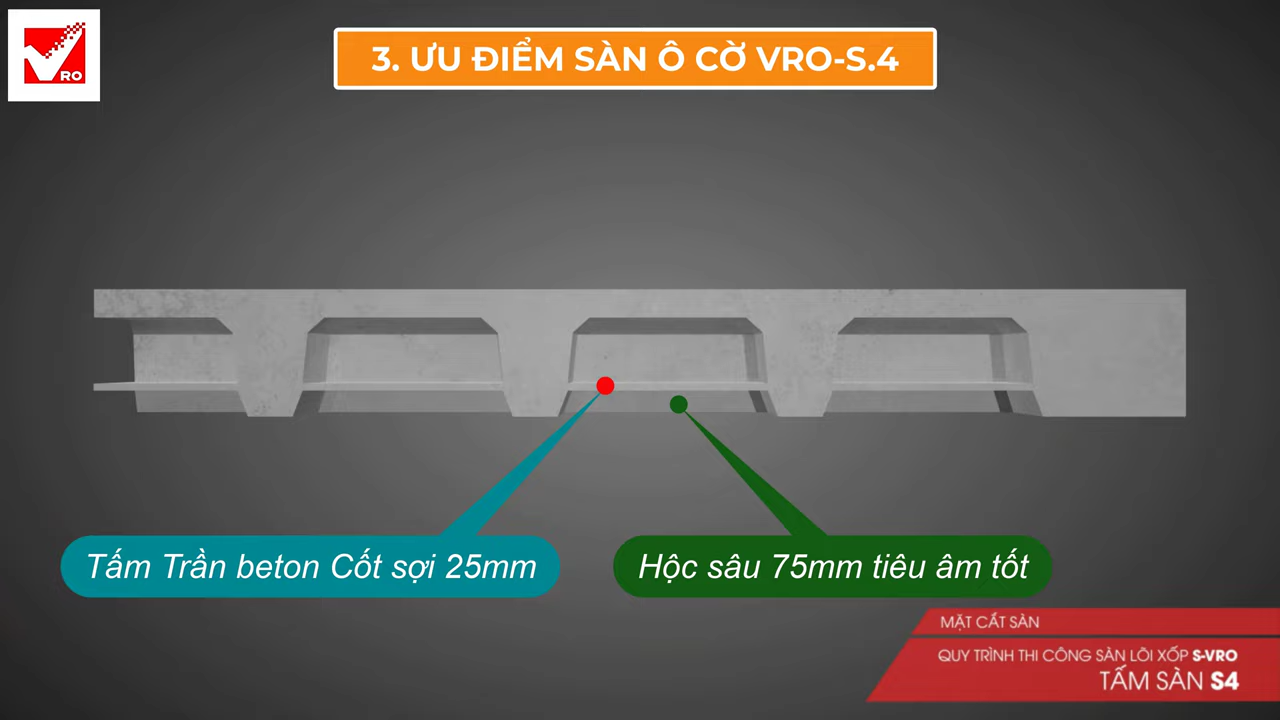 RO
3. ƯU ĐIỂM SÀN Ô CỜ VRO-S.4
Tấm Trần beton Cốt sợi 25mm
Hộc sâu 75mm tiêu âm tốt
MẶT CẮT SÀN
QUY TRÌNH THI CÔNG SÀN LÕI XỐP S-VRO
TẤM SÀN S4